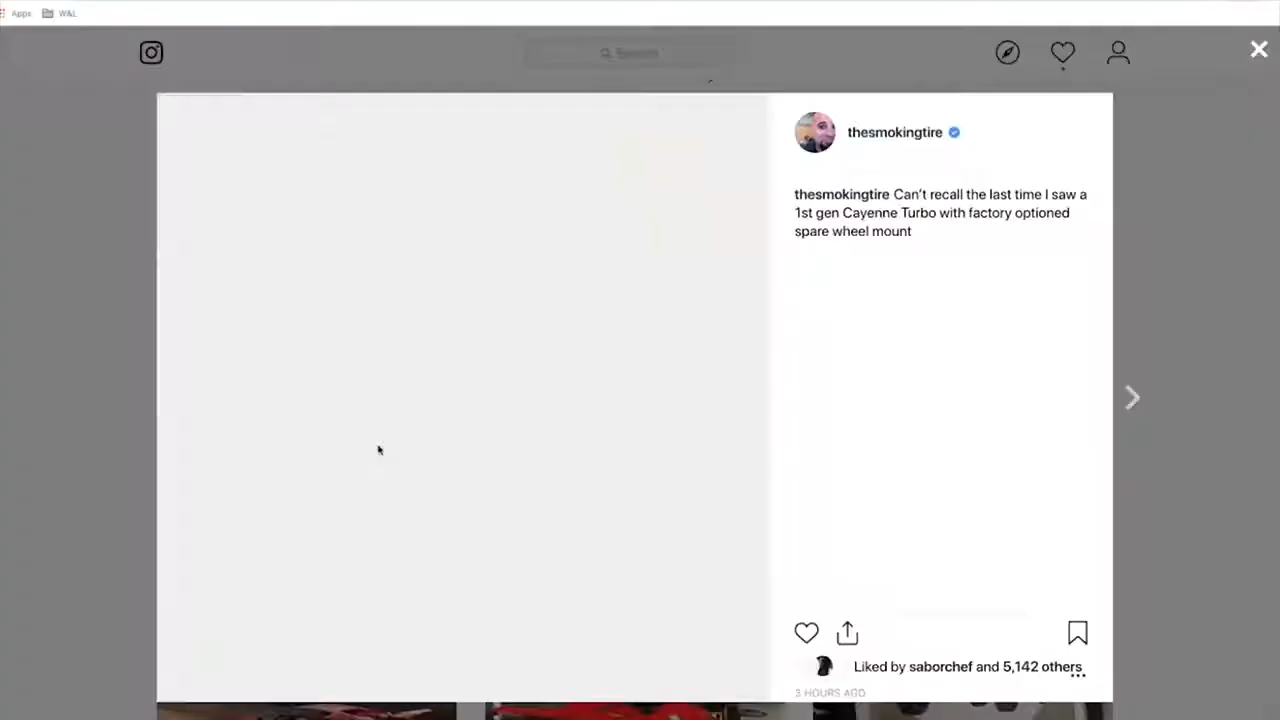 Apps W&L
Search
thesmokingtire
thesmokingtire Can't recall the last time I saw a
1st gen Cayenne Turbo with factory optioned
spare wheel mount
Liked by saborchef and 5,142 others
3 HOURS AGO